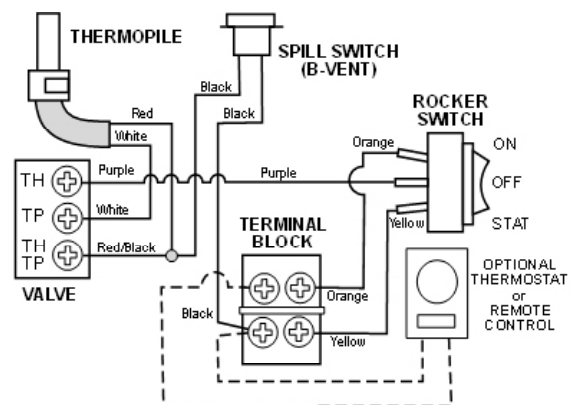 THERMOPILE
SPILL SWITCH
(B-VENT)
Black
Red
Black
ROCKER
SWITCH
White
Orange
ON
TH
Purple
Purple
OFF
TP
White
TERMINAL
BLOCK
Yellow
STAT
TH
TP
Red/Black
VALVE
Orange
OPTIONAL
THERMOSTAT
or
REMOTE
CONTROL
Black
Yellow